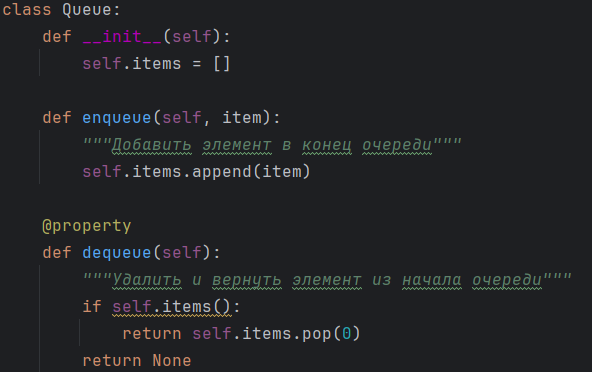 class Queue:
    def __init__(self):
        self.items = []

    def enqueue(self, item):
        """Добавить элемент в конец очереди"""
        self.items.append(item)

    @property
    def dequeue(self):
        """Удалить и вернуть элемент из начала очереди"""
        if self.items():
            return self.items.pop(0)
        return None